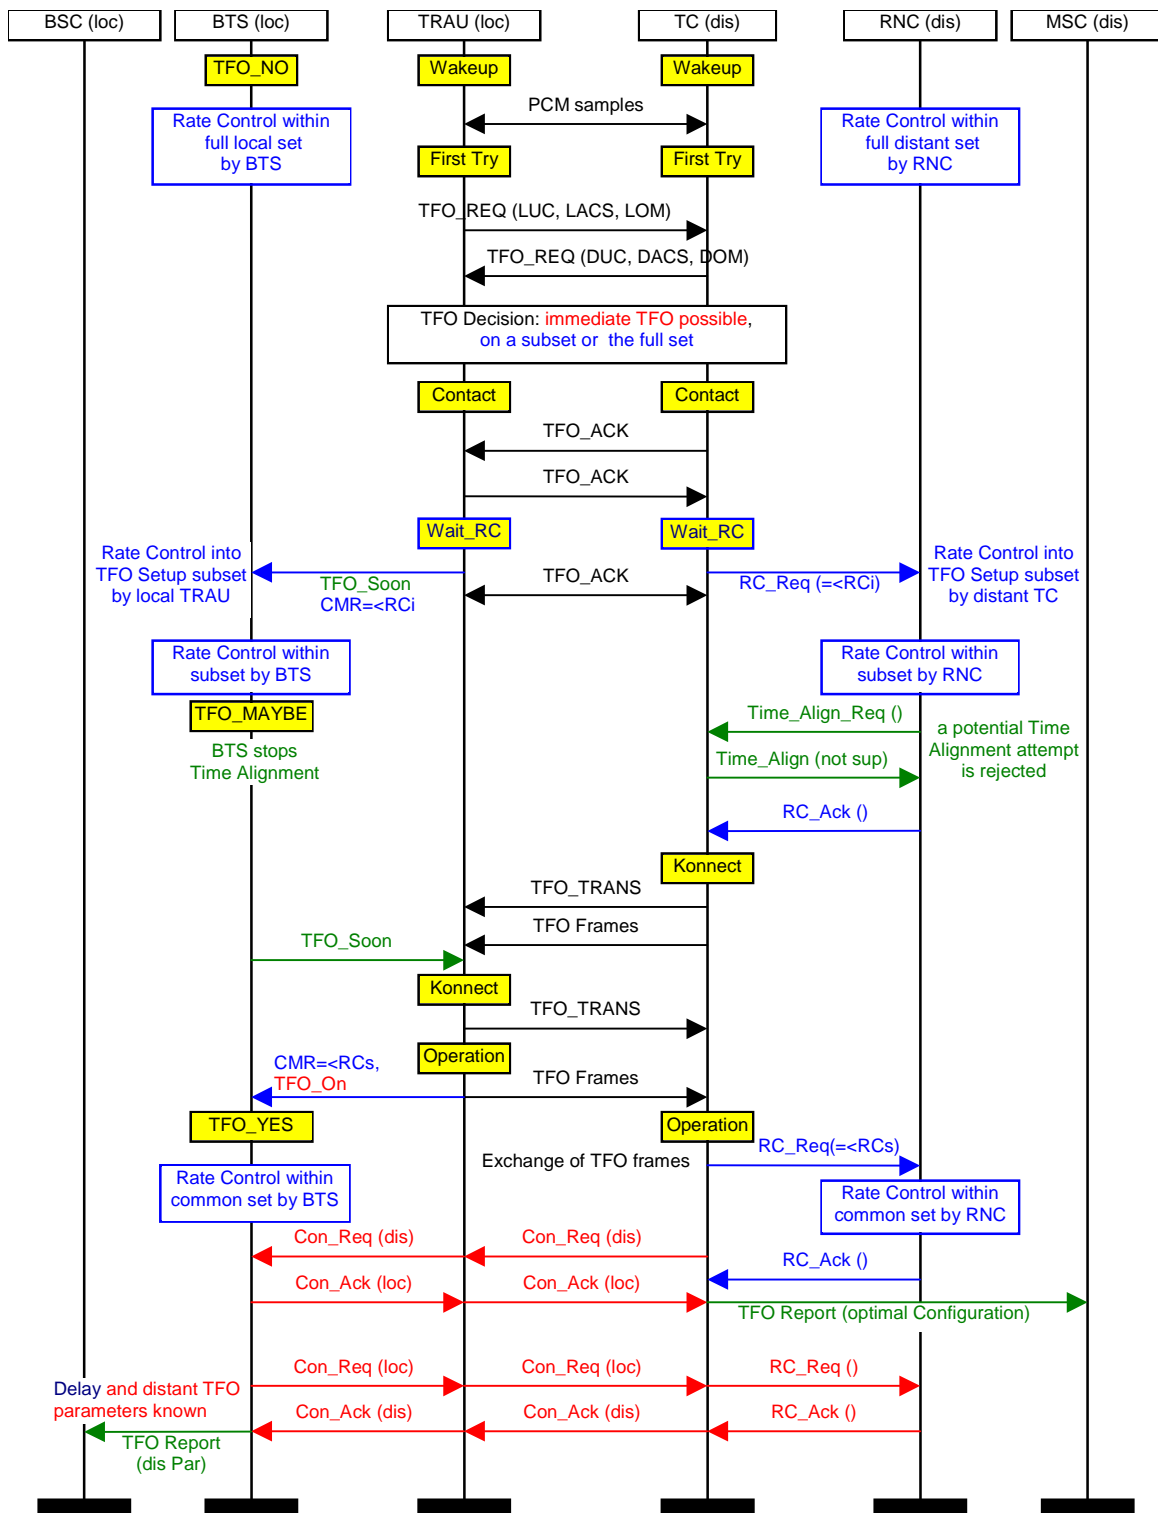 BSC (loc)
BTS (loc)
TRAU (loc)
TC (dis)
RNC (dis)
MSC (dis)
TFO_NO
Wakeup
Wakeup
PCM samples
Rate Control within
full local set
by BTS
Rate Control within
full distant set
by RNC
First Try
First Try
TFO_REQ (LUC, LACS, LOM)
TFO_REQ (DUC, DACS, DOM)
TFO Decision: immediate TFO possible,
on a subset or the full set
Contact
Contact
TFO_ACK
TFO_ACK
Wait_RC
Wait_RC
Rate Control into
TFO Setup subset
by local TRAU
TFO_Soon
CMR=<RCi
TFO_ACK
RC_Req (=<RCi)
Rate Control into
TFO Setup subset
by distant TC
Rate Control within
subset by BTS
Rate Control within
subset by RNC
TFO_MAYBE
BTS stops
Time Alignment
Time_Align_Req ()
a potential Time
Alignment attempt
is rejected
Time_Align (not sup)
RC_Ack ()
Konnect
TFO_TRANS
TFO Frames
TFO_Soon
Konnect
TFO_TRANS
Operation
CMR=<RCs,
TFO_On
TFO Frames
TFO_YES
Operation
Exchange of TFO frames
RC_Req(=<RCs)
Rate Control within
common set by BTS
Rate Control within
common set by RNC
Con_Req (dis)
Con_Req (dis)
RC_Ack ()
Con_Ack (loc)
Con_Ack (loc)
TFO Report (optimal Configuration)
Con_Req (loc)
Con_Req (loc)
RC_Req ()
Delay and distant TFO
parameters known
Con_Ack (dis)
Con_Ack (dis)
RC_Ack ()
TFO Report
(dis Par)